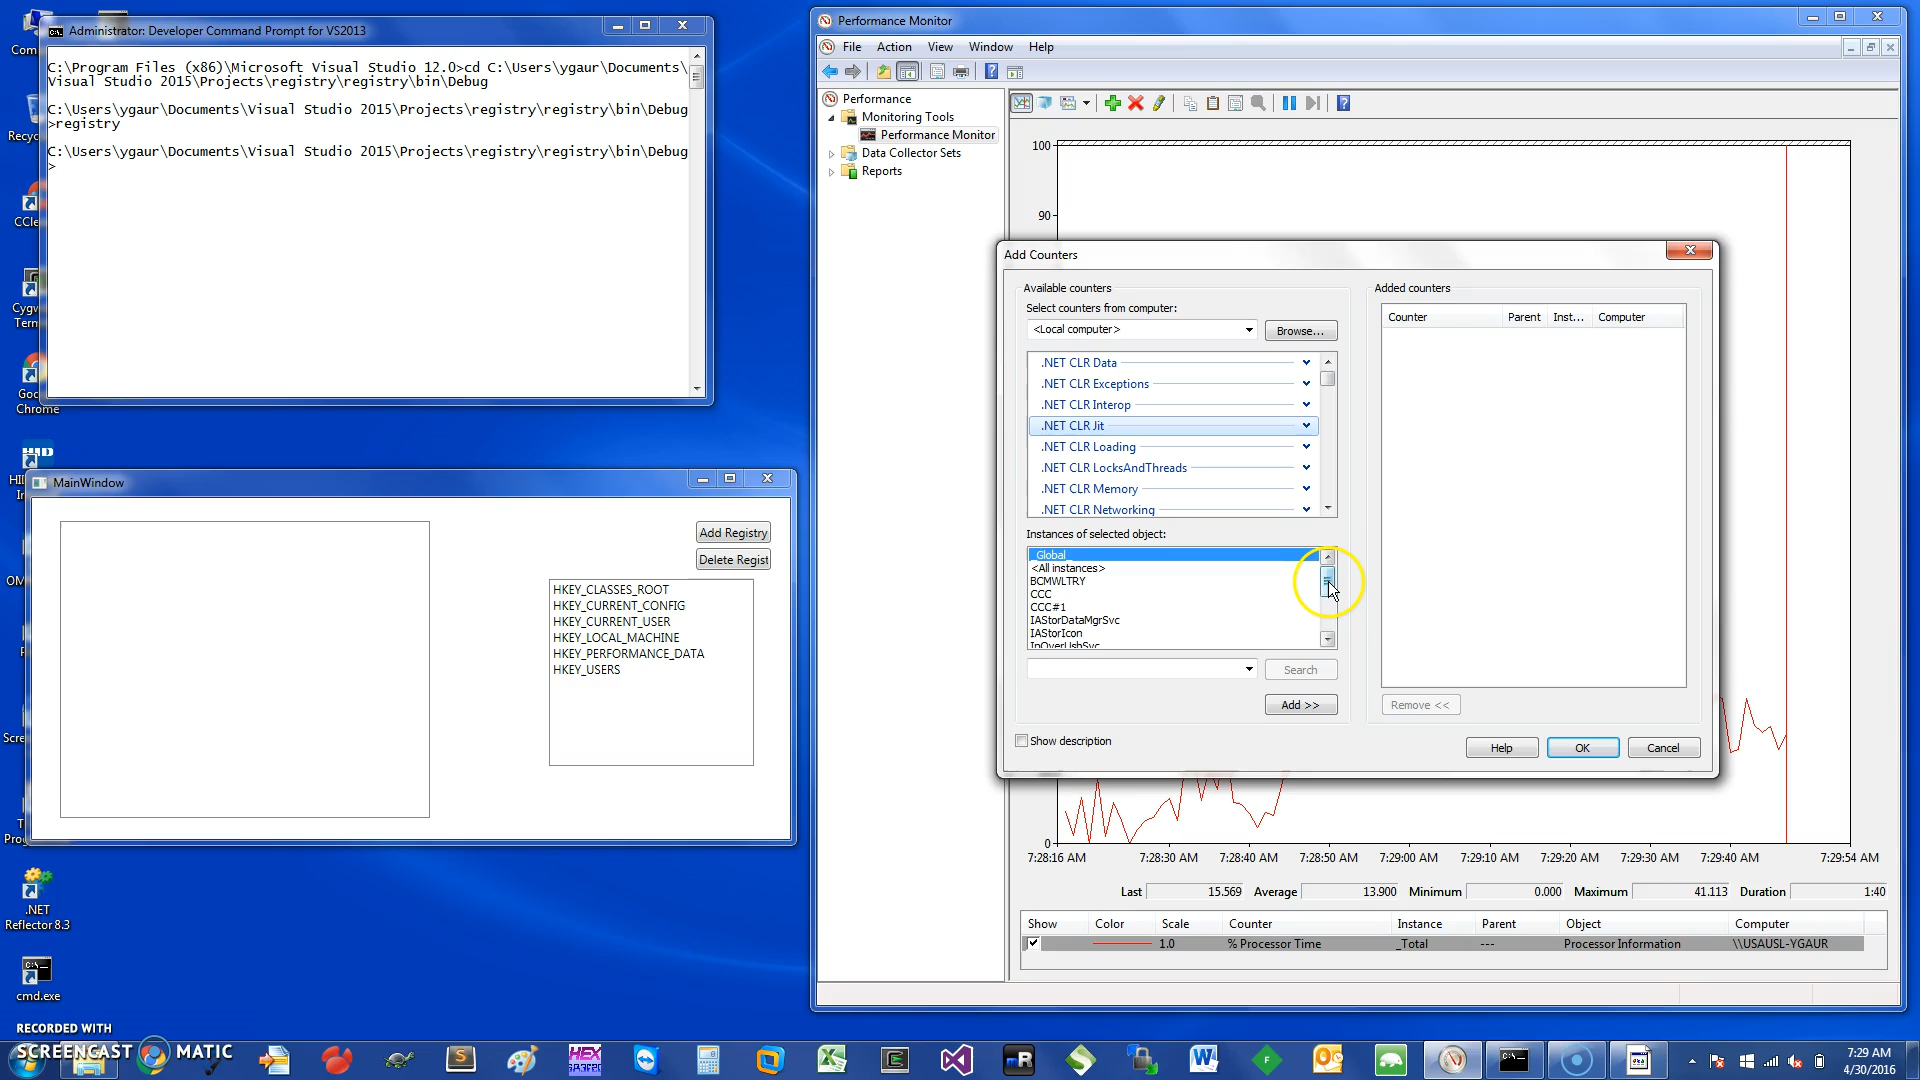 Administrator: Developer Command Prompt for VS2013
C:\Program Files (x86)\Microsoft Visual Studio 12.0>cd C:\Users\ygaur\Documents\
Visual Studio 2015\Projects\registry\registry\bin\Debug
C:\Users\ygaur\Documents\Visual Studio 2015\Projects\registry\registry\bin\Debug
>registry
C:\Users\ygaur\Documents\Visual Studio 2015\Projects\registry\registry\bin\Debug
>
MainWindow
Add Registry
Delete Regist
HKEY_CLASSES_ROOT
HKEY_CURRENT_CONFIG
HKEY_CURRENT_USER
HKEY_LOCAL_MACHINE
HKEY_PERFORMANCE_DATA
HKEY_USERS
.NET
Reflector 8.3
cmd.exe
Chrome
Performance Monitor
File Action View Window Help
Performance
Monitoring Tools
Performance Monitor
Data Collector Sets
Reports
100
90
Add Counters
Available counters
Select counters from computer:
<Local computer>
Browse...
.NET CLR Data
.NET CLR Exceptions
.NET CLR Interop
.NET CLR Jit
.NET CLR Loading
.NET CLR LocksAndThreads
.NET CLR Memory
.NET CLR Networking
Instances of selected object:
_Global_
<All instances>
BCMWLTRY
CCC
CCC#1
IAStorDataMgrSvc
IAStorIcon
IpOverUsbSvc
Search
Add >>
Show description
Added counters
Counter Parent Inst... Computer
Remove <<
Help OK Cancel
0
7:28:16 AM 7:28:30 AM 7:28:40 AM 7:28:50 AM 7:29:00 AM 7:29:10 AM 7:29:20 AM 7:29:30 AM 7:29:40 AM 7:29:54 AM
Last 15.569 Average 13.900 Minimum 0.000 Maximum 41.113 Duration 1:40
Show Color Scale Counter Instance Parent Object Computer
1.0 % Processor Time _Total --- Processor Information \\USAUSL-YGAUR
RECORDED WITH
SCREENCAST MATIC
7:29 AM
4/30/2016